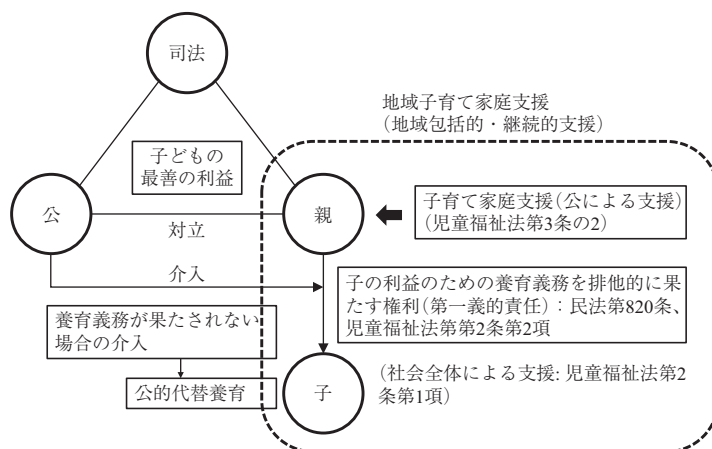 司法
地域子育て家庭支援
（地域包括的・継続的支援）
子どもの
最善の利益
公
対立
親
子育て家庭支援(公による支援)
(児童福祉法第3条の2)
介入
子の利益のための養育義務を排他的に果
たす権利(第一義的責任)：民法第820条、
児童福祉法第第2条第2項
養育義務が果たされない
場合の介入
公的代替養育
子
(社会全体による支援: 児童福祉法第2
条第1項)